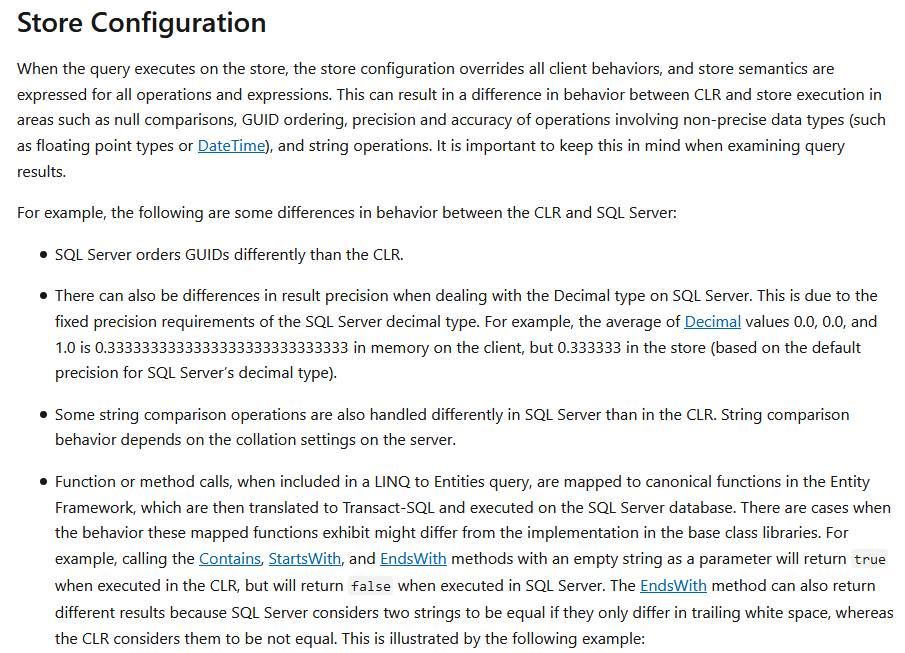 Store Configuration
When the query executes on the store, the store configuration overrides all client behaviors, and store semantics are
expressed for all operations and expressions. This can result in a difference in behavior between CLR and store execution in
areas such as null comparisons, GUID ordering, precision and accuracy of operations involving non-precise data types (such
as floating point types or DateTime), and string operations. It is important to keep this in mind when examining query
results.
For example, the following are some differences in behavior between the CLR and SQL Server:
• SQL Server orders GUIDs differently than the CLR.
• There can also be differences in result precision when dealing with the Decimal type on SQL Server. This is due to the
fixed precision requirements of the SQL Server decimal type. For example, the average of Decimal values 0.0, 0.0, and
1.0 is 0.3333333333333333333333333333 in memory on the client, but 0.333333 in the store (based on the default
precision for SQL Server’s decimal type).
• Some string comparison operations are also handled differently in SQL Server than in the CLR. String comparison
behavior depends on the collation settings on the server.
• Function or method calls, when included in a LINQ to Entities query, are mapped to canonical functions in the Entity
Framework, which are then translated to Transact-SQL and executed on the SQL Server database. There are cases when
the behavior these mapped functions exhibit might differ from the implementation in the base class libraries. For
example, calling the Contains, StartsWith, and EndsWith methods with an empty string as a parameter will return true
when executed in the CLR, but will return false when executed in SQL Server. The EndsWith method can also return
different results because SQL Server considers two strings to be equal if they only differ in trailing white space, whereas
the CLR considers them to be not equal. This is illustrated by the following example: